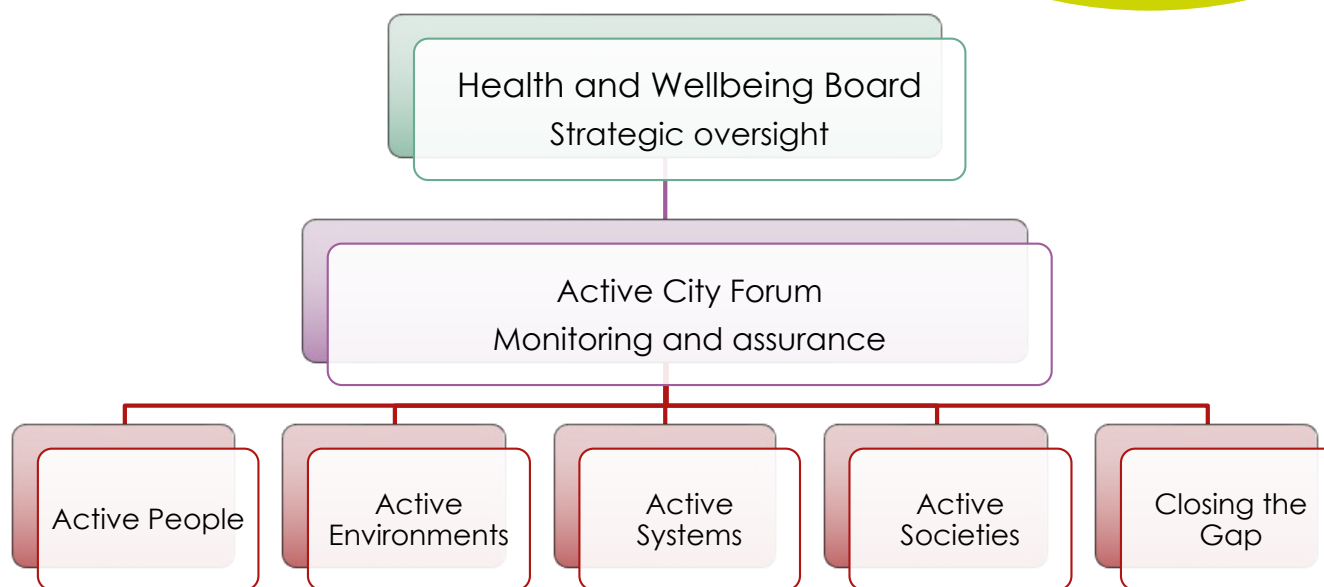 Health and Wellbeing Board
Strategic oversight
Active City Forum
Monitoring and assurance
Active People
Active
Environments
Active
Systems
Active
Societies
Closing the
Gap